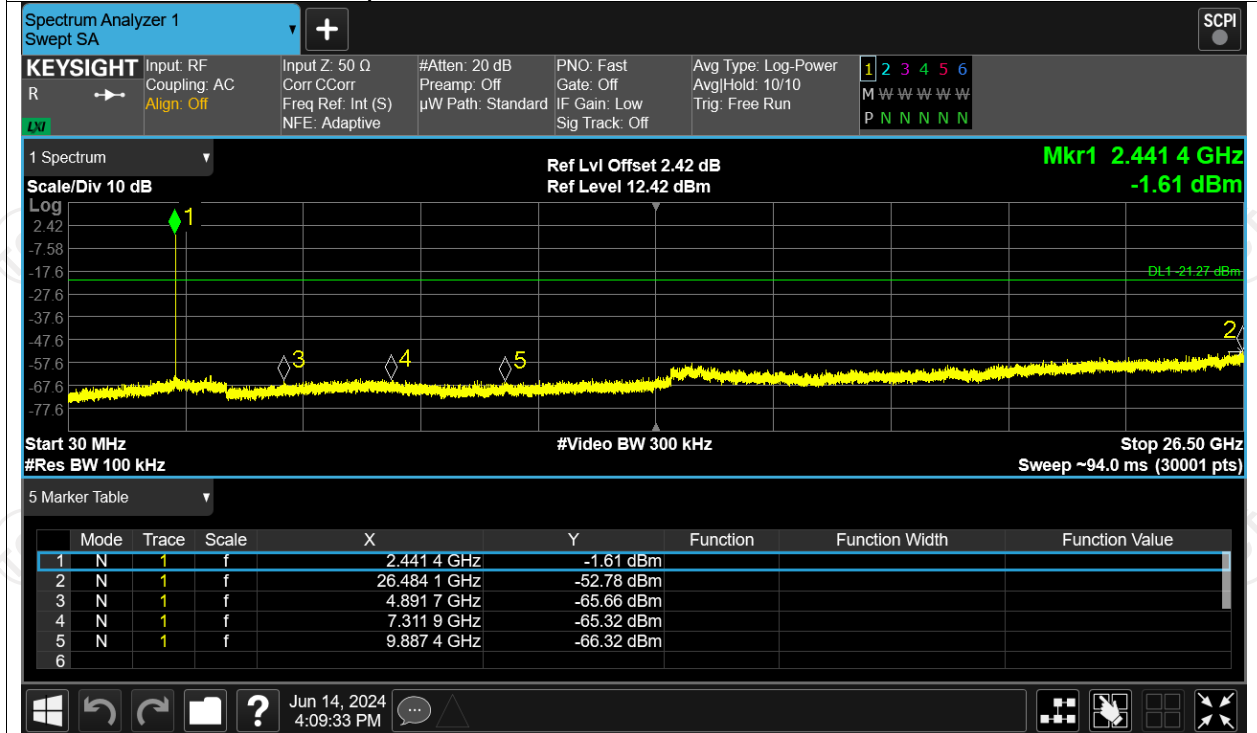 Spectrum Analyzer 1
Swept SA
+
SCPI
KEYSIGHT
R
LXI
Input: RF
Coupling: AC
Align: Off
Input Z: 50 Ω
Corr CCorr
Freq Ref: Int (S)
NFE: Adaptive
#Atten: 20 dB
Preamp: Off
µW Path: Standard
PNO: Fast
Gate: Off
IF Gain: Low
Sig Track: Off
Avg Type: Log-Power
Avg|Hold: 10/10
Trig: Free Run
1 2 3 4 5 6
M W W W W W
P N N N N N
1 Spectrum
Scale/Div 10 dB
Ref Lvl Offset 2.42 dB
Ref Level 12.42 dBm
Mkr1 2.441 4 GHz
-1.61 dBm
Log
2.42
-7.58
-17.6
-27.6
-37.6
-47.6
-57.6
-67.6
-77.6
1
DL1 -21.27 dBm
2
3
4
5
Start 30 MHz
#Res BW 100 kHz
#Video BW 300 kHz
Stop 26.50 GHz
Sweep ~94.0 ms (30001 pts)
5 Marker Table
Mode Trace Scale X Y Function Function Width Function Value
1 N 1 f 2.441 4 GHz -1.61 dBm
2 N 1 f 26.484 1 GHz -52.78 dBm
3 N 1 f 4.891 7 GHz -65.66 dBm
4 N 1 f 7.311 9 GHz -65.32 dBm
5 N 1 f 9.887 4 GHz -66.32 dBm
6
?
Jun 14, 2024
4:09:33 PM